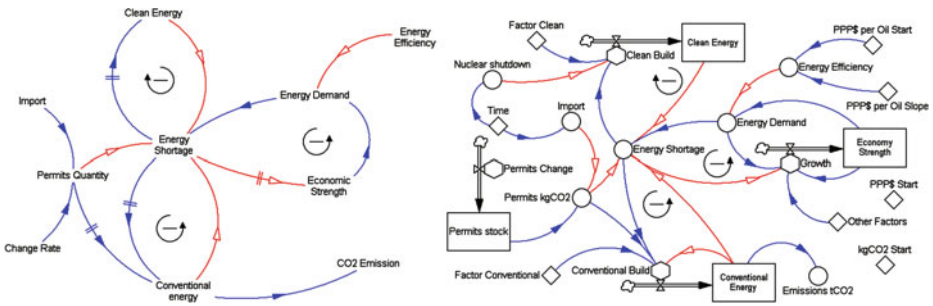 Clean Energy
Energy
Efficiency
Import
Energy Demand
Energy
Shortage
Permits Quantity
Economic
Strength
Change Rate
CO2 Emission
Conventional
energy
Factor Clean
Clean Energy
PPP$ per Oil Start
Clean Build
Nuclear shutdown
Energy Efficiency
Time
Import
PPP$ per Oil Slope
Energy Demand
Energy Shortage
Economy
Strength
Permits Change
Growth
Permits kgCO2
PPP$ Start
Permits stock
Other Factors
kgCO2 Start
Factor Conventional
Conventional Build
Conventional
Energy
Emissions tCO2